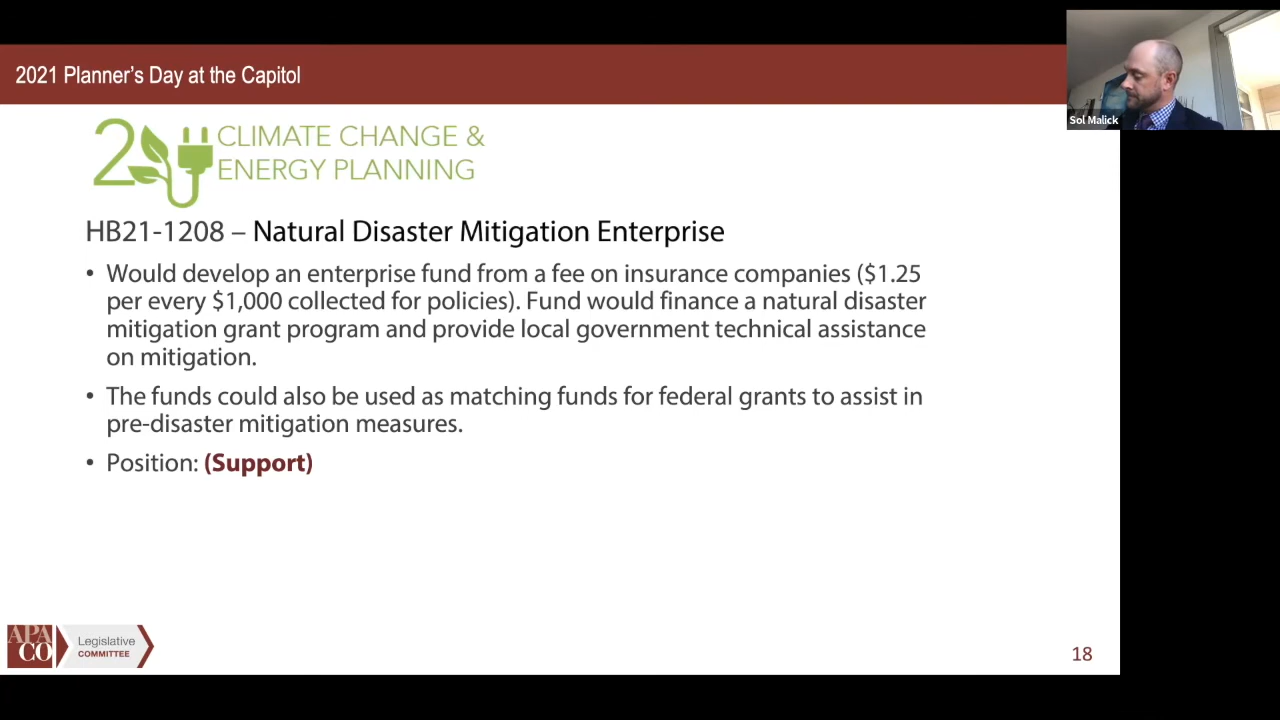 2021 Planner's Day at the Capitol
Sol Malick
2
CLIMATE CHANGE &
ENERGY PLANNING
HB21-1208 – Natural Disaster Mitigation Enterprise
• Would develop an enterprise fund from a fee on insurance companies ($1.25
per every $1,000 collected for policies). Fund would finance a natural disaster
mitigation grant program and provide local government technical assistance
on mitigation.
• The funds could also be used as matching funds for federal grants to assist in
pre-disaster mitigation measures.
• Position: (Support)
APA
CO
Legislative
COMMITTEE
18